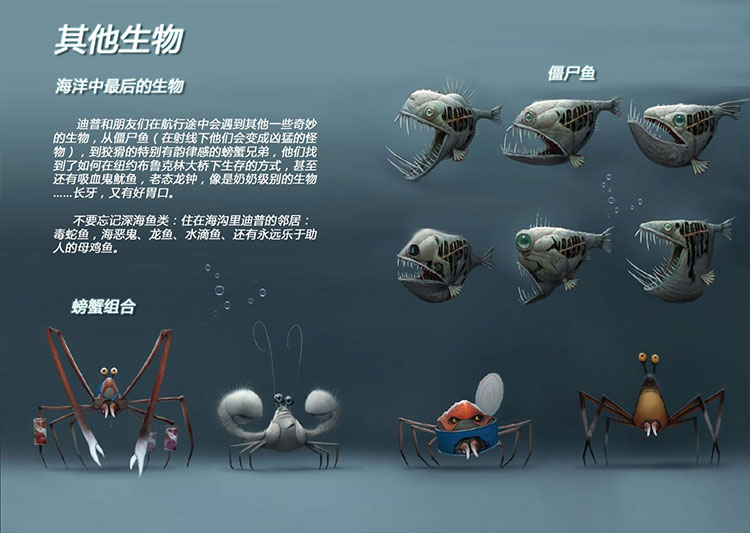 其他生物
海洋中最后的生物
僵尸鱼
迪普和朋友们在航行途中会遇到其他一些奇妙
的生物，从僵尸鱼（在射线下他们会变成凶猛的怪
物），到狡猾的特别有韵律感的螃蟹兄弟，他们找
到了如何在纽约布鲁克林大桥下生存的方式，甚至
还有吸血鬼鱿鱼，老态龙钟，像是奶奶级别的生物
……长牙，又有好胃口。
不要忘记深海鱼类：住在海沟里迪普的邻居：
毒蛇鱼，海恶鬼、龙鱼、水滴鱼、还有永远乐于助
人的母鸡鱼。
螃蟹组合